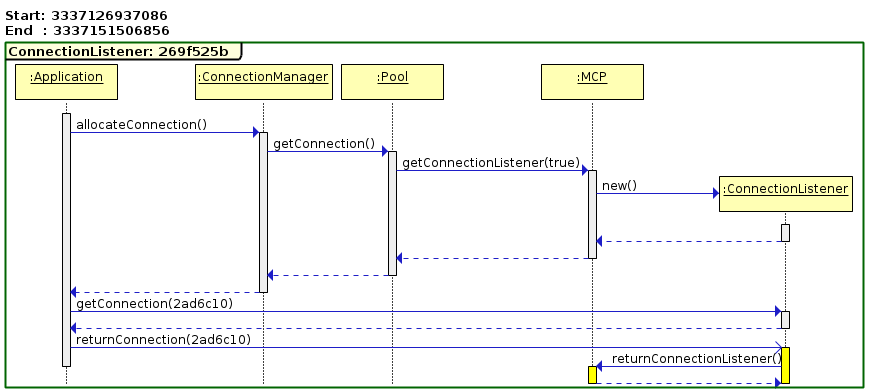 Start: 3337126937086
End : 3337151506856
ConnectionListener: 269f525b
:Application
:ConnectionManager
:Pool
:MCP
allocateConnection()
getConnection()
getConnectionListener(true)
new()
:ConnectionListener
getConnection(2ad6c10)
returnConnection(2ad6c10)
returnConnectionListener()